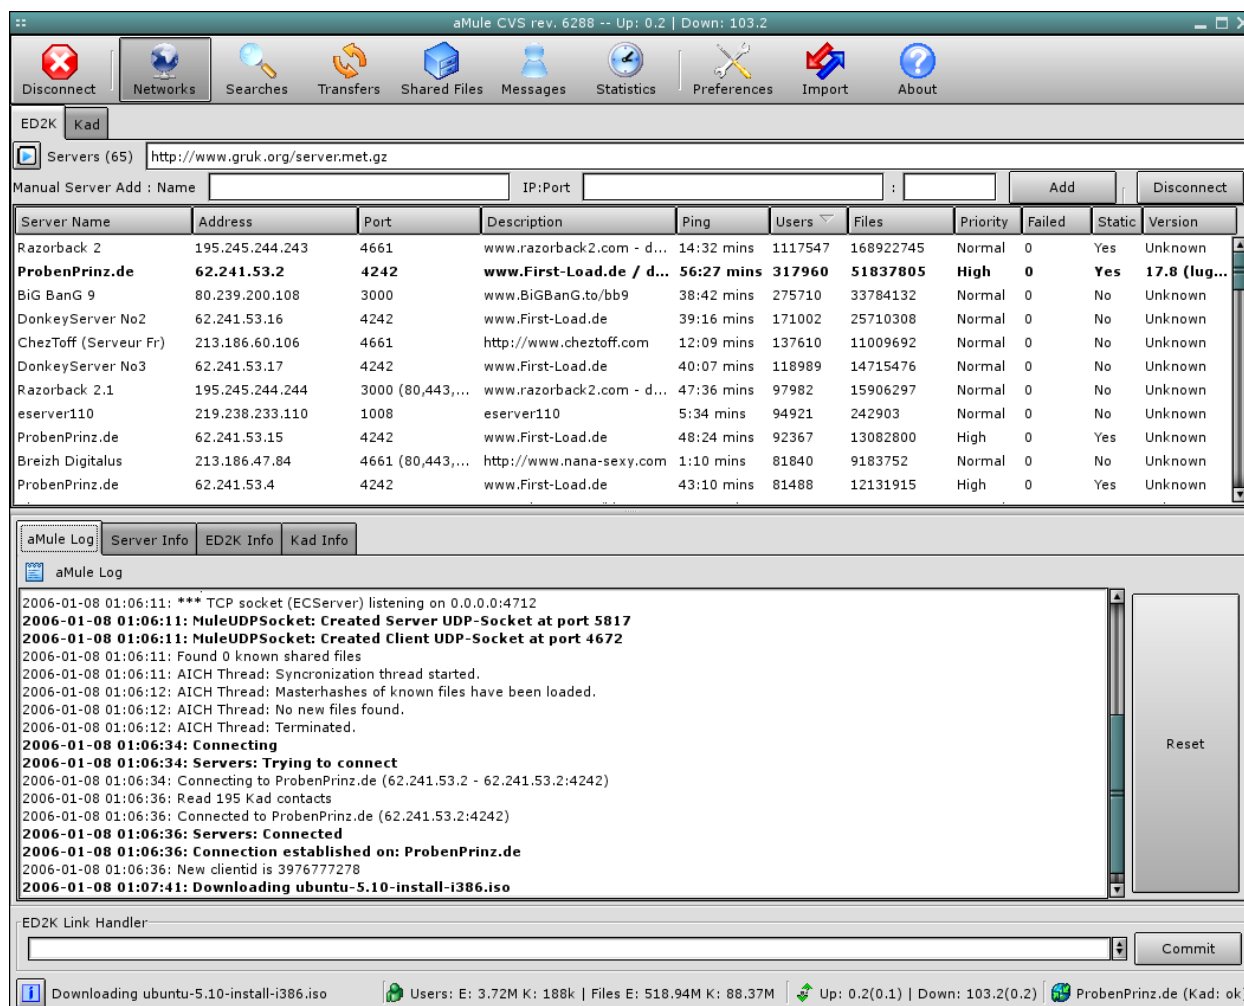 aMule CVS rev. 6288 -- Up: 0.2 | Down: 103.2
Disconnect Networks Searches Transfers Shared Files Messages Statistics Preferences Import About
ED2K Kad
Servers (65) http://www.gruk.org/server.met.gz
Manual Server Add : Name IP:Port : Add Disconnect
Server Name Address Port Description Ping Users Files Priority Failed Static Version
Razorback 2 195.245.244.243 4661 www.razorback2.com - d... 14:32 mins 1117547 168922745 Normal 0 Yes Unknown
ProbenPrinz.de 62.241.53.2 4242 www.First-Load.de / d... 56:27 mins 317960 51837805 High 0 Yes 17.8 (lug...
BiG BanG 9 80.239.200.108 3000 www.BiGBanG.to/bb9 38:42 mins 275710 33784132 Normal 0 No Unknown
DonkeyServer No2 62.241.53.16 4242 www.First-Load.de 39:16 mins 171002 25710308 Normal 0 No Unknown
ChezToff (Serveur Fr) 213.186.60.106 4661 http://www.cheztoff.com 12:09 mins 137610 11009692 Normal 0 No Unknown
DonkeyServer No3 62.241.53.17 4242 www.First-Load.de 40:07 mins 118989 14715476 Normal 0 No Unknown
Razorback 2.1 195.245.244.244 3000 (80,443,... www.razorback2.com - d... 47:36 mins 97982 15906297 Normal 0 No Unknown
eserver110 219.238.233.110 1008 eserver110 5:34 mins 94921 242903 Normal 0 No Unknown
ProbenPrinz.de 62.241.53.15 4242 www.First-Load.de 48:24 mins 92367 13082800 High 0 Yes Unknown
Breizh Digitalus 213.186.47.84 4661 (80,443,... http://www.nana-sexy.com 1:10 mins 81840 9183752 Normal 0 No Unknown
ProbenPrinz.de 62.241.53.4 4242 www.First-Load.de 43:10 mins 81488 12131915 High 0 Yes Unknown
aMule Log Server Info ED2K Info Kad Info
aMule Log
2006-01-08 01:06:11: *** TCP socket (ECServer) listening on 0.0.0.0:4712
2006-01-08 01:06:11: MuleUDPSocket: Created Server UDP-Socket at port 5817
2006-01-08 01:06:11: MuleUDPSocket: Created Client UDP-Socket at port 4672
2006-01-08 01:06:11: Found 0 known shared files
2006-01-08 01:06:11: AICH Thread: Syncronization thread started.
2006-01-08 01:06:12: AICH Thread: Masterhashes of known files have been loaded.
2006-01-08 01:06:12: AICH Thread: No new files found.
2006-01-08 01:06:12: AICH Thread: Terminated.
2006-01-08 01:06:34: Connecting
2006-01-08 01:06:34: Servers: Trying to connect
2006-01-08 01:06:34: Connecting to ProbenPrinz.de (62.241.53.2 - 62.241.53.2:4242)
2006-01-08 01:06:36: Read 195 Kad contacts
2006-01-08 01:06:36: Connected to ProbenPrinz.de (62.241.53.2:4242)
2006-01-08 01:06:36: Servers: Connected
2006-01-08 01:06:36: Connection established on: ProbenPrinz.de
2006-01-08 01:06:36: New clientid is 3976777278
2006-01-08 01:07:41: Downloading ubuntu-5.10-install-i386.iso
Reset
ED2K Link Handler
Commit
Downloading ubuntu-5.10-install-i386.iso Users: E: 3.72M K: 188k | Files E: 518.94M K: 88.37M Up: 0.2(0.1) | Down: 103.2(0.2) ProbenPrinz.de (Kad: ok